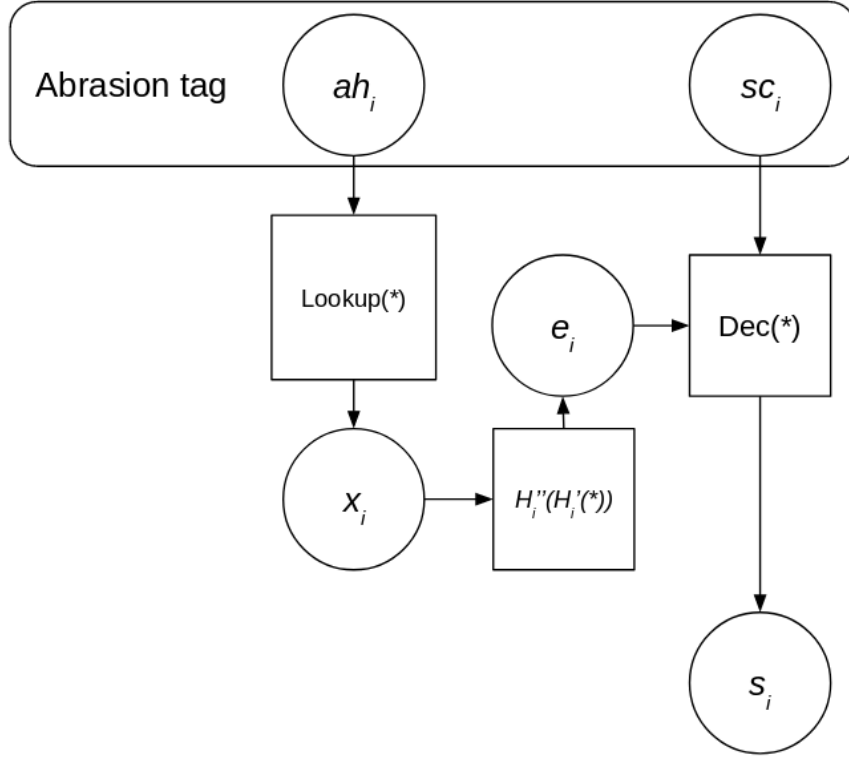 Abrasion tag
ah_i
sc_i
Lookup(*)
e_i
Dec(*)
x_i
H_i''(H_i'(*))
s_i